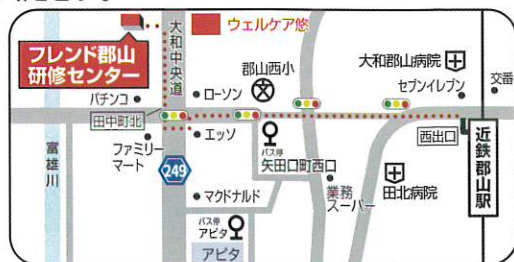 フレンド郡山
研修センター
大和中央道
ウェルケア悠
郡山西小
大和郡山病院
セブンイレブン
交番
パチンコ
ローソン
田中町北
エッソ
ファミリー
マート
バス停
矢田口町西口
西出口
近鉄郡山駅
富雄川
249
マクドナルド
業務
スーパー
田北病院
バス停
アピタ
アピタ